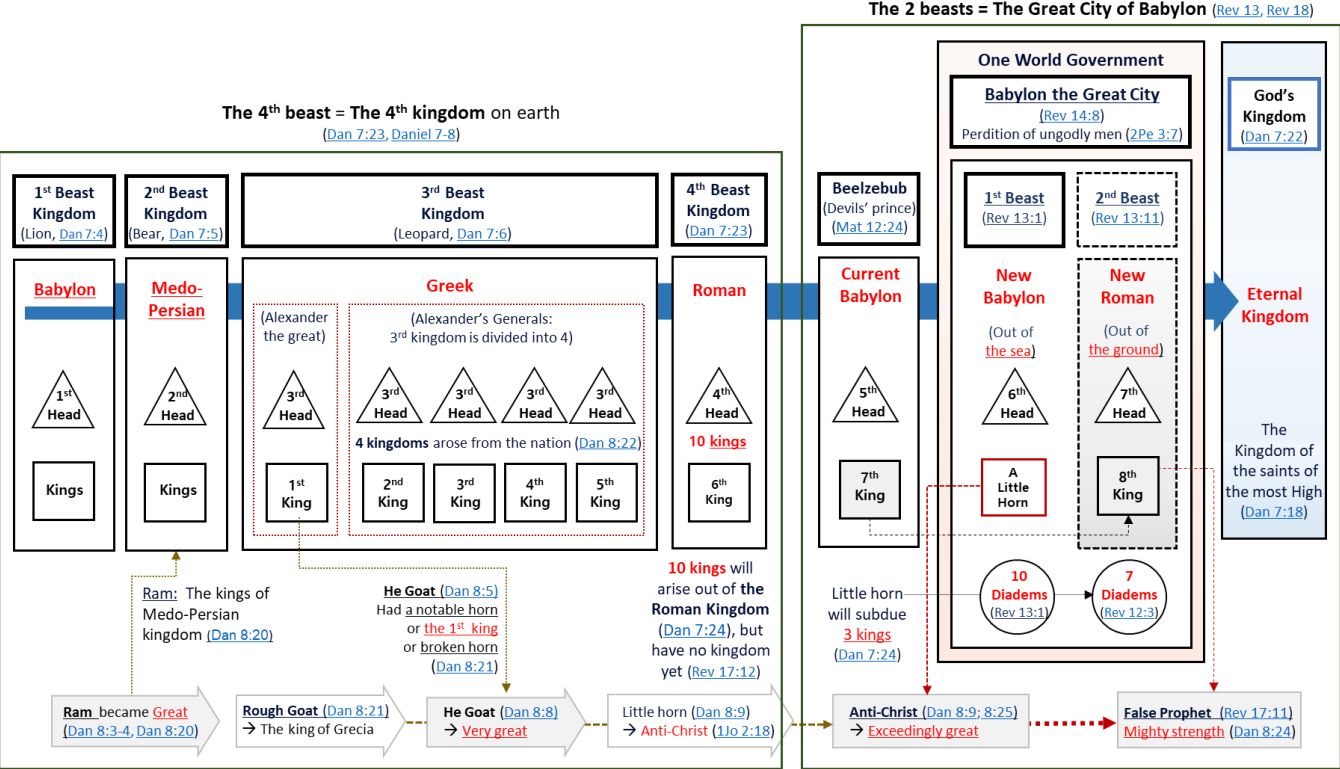 The 2 beasts = The Great City of Babylon (Rev 13, Rev 18)
The 4th beast = The 4th kingdom on earth
(Dan 7:23, Daniel 7-8)
One World Government
Babylon the Great City
(Rev 14:8)
Perdition of ungodly men (2Pe 3:7)
God's
Kingdom
(Dan 7:22)
1st Beast
Kingdom
(Lion, Dan 7:4)
2nd Beast
Kingdom
(Bear, Dan 7:5)
3rd Beast
Kingdom
(Leopard, Dan 7:6)
4th Beast
Kingdom
(Dan 7:23)
Beelzebub
(Devils' prince)
(Mat 12:24)
1st Beast
(Rev 13:1)
2nd Beast
(Rev 13:11)
Babylon
Medo-
Persian
Greek
(Alexander
the great)
(Alexander's Generals:
3rd kingdom is divided into 4)
Roman
Current
Babylon
New
Babylon
(Out of
the sea)
New
Roman
(Out of
the ground)
Eternal
Kingdom
1st
Head
2nd
Head
3rd
Head
3rd
Head
3rd
Head
3rd
Head
3rd
Head
4th
Head
5th
Head
6th
Head
7th
Head
4 kingdoms arose from the nation (Dan 8:22)
10 kings
Kings
Kings
1st
King
2nd
King
3rd
King
4th
King
5th
King
6th
King
7th
King
A
Little
Horn
8th
King
The
Kingdom of
the saints of
the most High
(Dan 7:18)
Ram: The kings of
Medo-Persian
kingdom (Dan 8:20)
He Goat (Dan 8:5)
Had a notable horn
or the 1st king
or broken horn
(Dan 8:21)
10 kings will
arise out of the
Roman Kingdom
(Dan 7:24), but
have no kingdom
yet (Rev 17:12)
Little horn
will subdue
3 kings
(Dan 7:24)
10
Diadems
(Rev 13:1)
7
Diadems
(Rev 12:3)
Ram became Great
(Dan 8:3-4, Dan 8:20)
Rough Goat (Dan 8:21)
→ The king of Grecia
He Goat (Dan 8:8)
→ Very great
Little horn (Dan 8:9)
→ Anti-Christ (1Jo 2:18)
Anti-Christ (Dan 8:9; 8:25)
→ Exceedingly great
False Prophet (Rev 17:11)
Mighty strength (Dan 8:24)